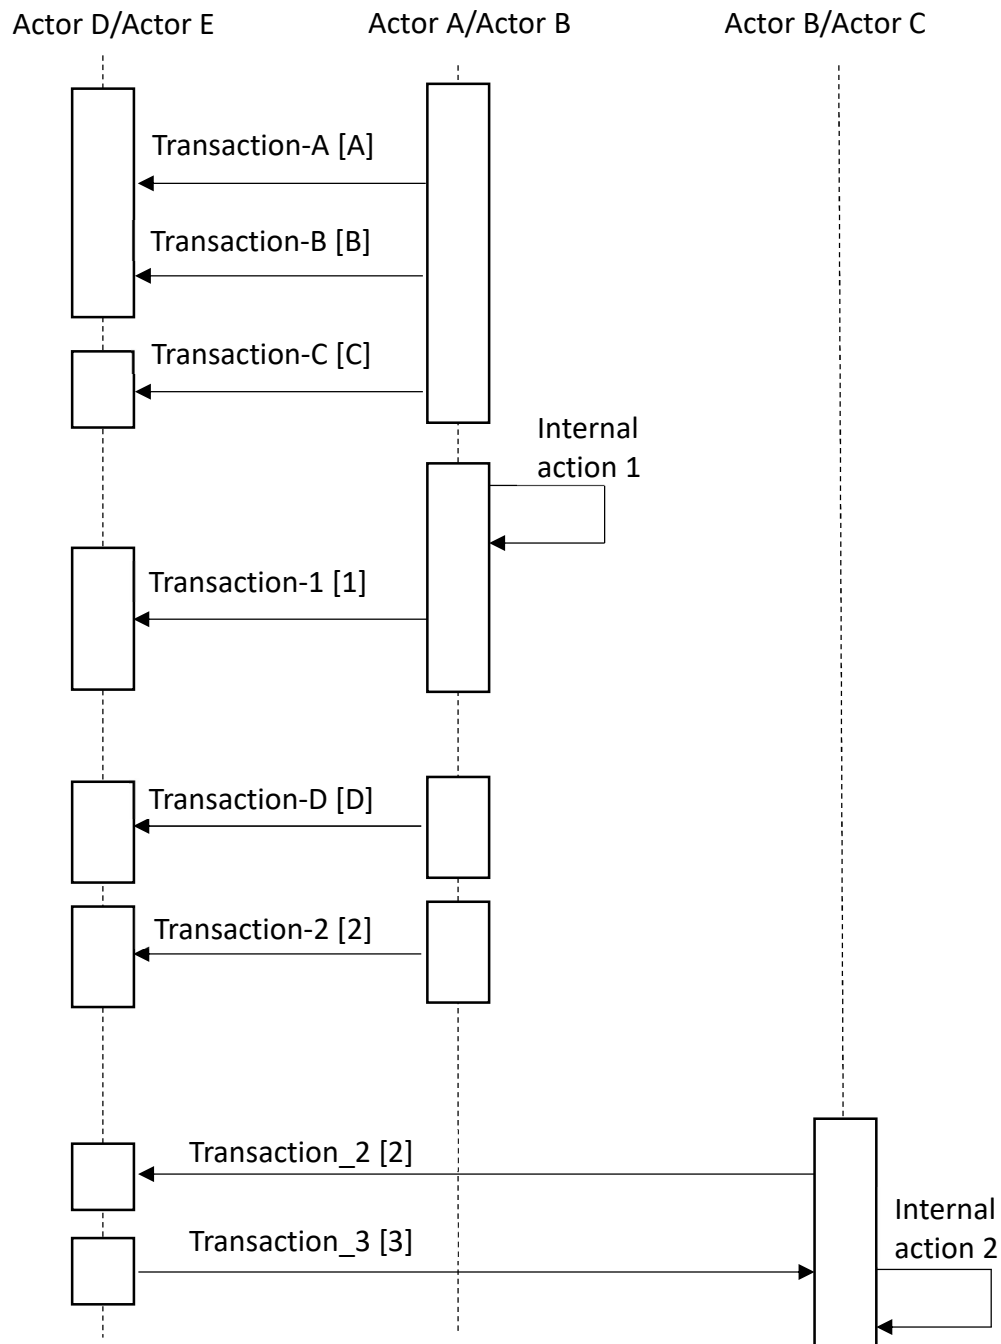 Actor D/Actor E
Actor A/Actor B
Actor B/Actor C
Transaction-A [A]
Transaction-B [B]
Transaction-C [C]
Internal
action 1
Transaction-1 [1]
Transaction-D [D]
Transaction-2 [2]
Transaction_2 [2]
Internal
action 2
Transaction_3 [3]